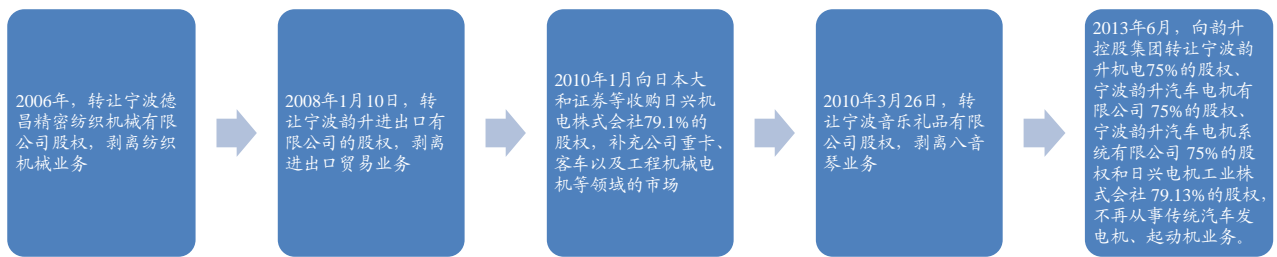 2006年，转让宁波德
昌精密纺织机械有限
公司股权，剥离纺织
机械业务
2008年1月10日，转
让宁波韵升进出口有
限公司的股权，剥离
进出口贸易业务
2010年1月向日本大
和证券等收购日兴机
电株式会社79.1%的
股权，补充公司重卡、
客车以及工程机械电
机等领域的市场
2010年3月26日，转
让宁波音乐礼品有限
公司股权，剥离八音
琴业务
2013年6月，向韵升
控股集团转让宁波韵
升机电75%的股权、
宁波韵升汽车电机有
限公司 75%的股权、
宁波韵升汽车电机系
统有限公司 75%的股
权和日兴电机工业株
式会社 79.13%的股权，
不再从事传统汽车发
电机、起动机业务。